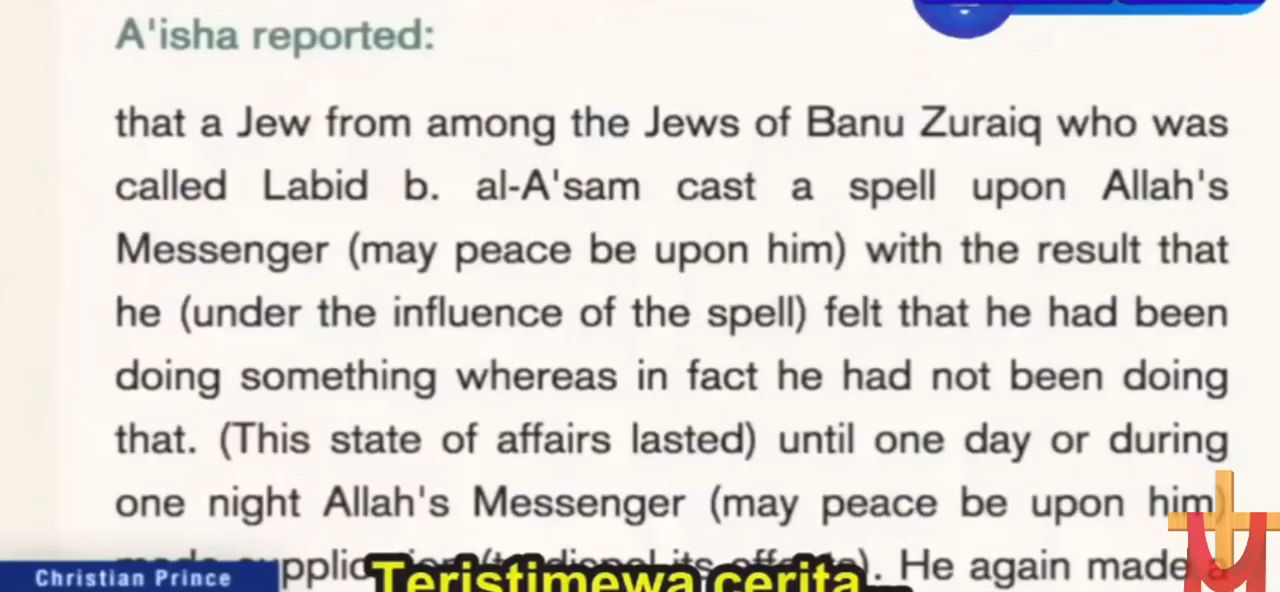 A'isha reported:
that a Jew from among the Jews of Banu Zuraiq who was
called Labid b. al-A'sam cast a spell upon Allah's
Messenger (may peace be upon him) with the result that
he (under the influence of the spell) felt that he had been
doing something whereas in fact he had not been doing
that. (This state of affairs lasted) until one day or during
one night Allah's Messenger (may peace be upon him)
He again made a
Christian Prince
Teristimewa cerita